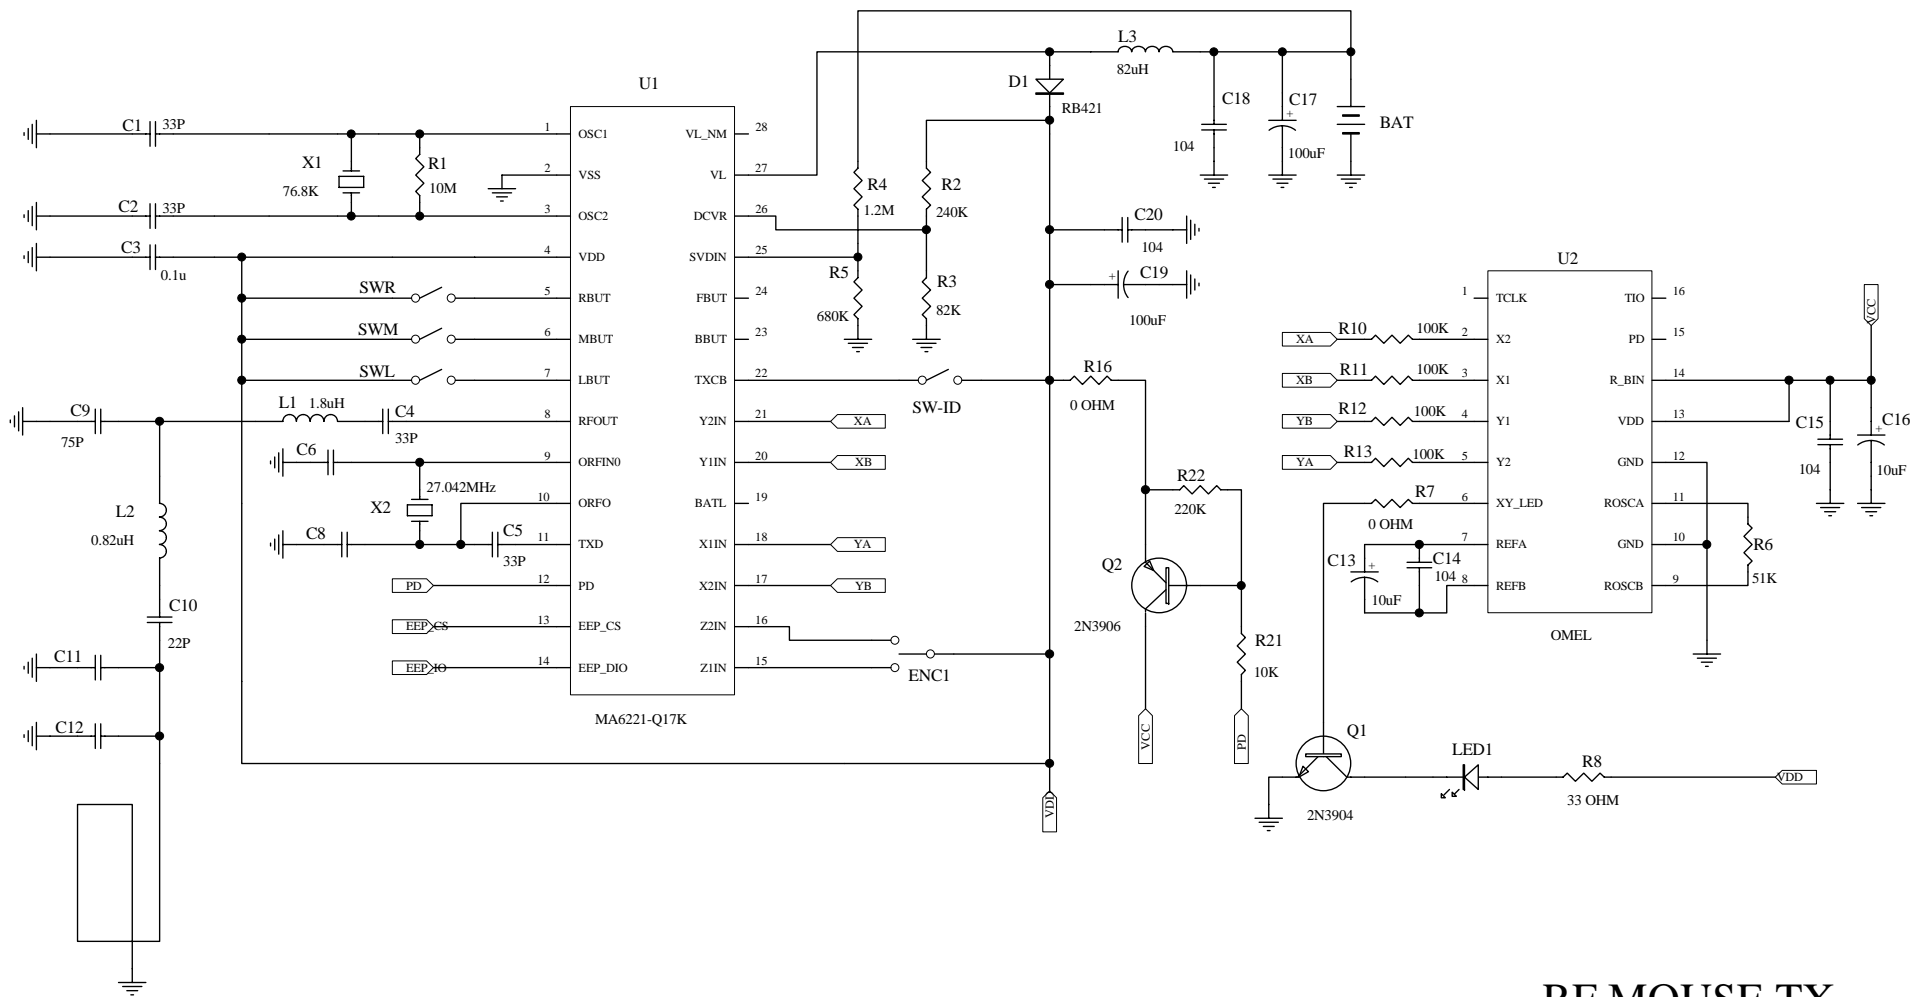 L3
82uH
D1
RB421
C18
104
C17
+
100uF
BAT
U1
C1 33P
X1
76.8K
R1
10M
C2 33P
C3
0.1u
SWR
SWM
SWL
C9
75P
L1 1.8uH
C4
33P
C6
27.042MHz
X2
C8
C5
33P
L2
0.82uH
C10
22P
C11
C12
PD
EEP_CS
EEP_IO
1 OSC1
2 VSS
3 OSC2
4 VDD
5 RBUT
6 MBUT
7 LBUT
8 RFOUT
9 ORFIN0
10 ORFO
11 TXD
12 PD
13 EEP_CS
14 EEP_DIO
VL_NM 28
VL 27
DCVR 26
SVDIN 25
FBUT 24
BBUT 23
TXCB 22
Y2IN 21
Y1IN 20
BATL 19
X1IN 18
X2IN 17
Z2IN 16
Z1IN 15
MA6221-Q17K
R4
1.2M
R2
240K
R5
680K
R3
82K
C20
104
+
C19
100uF
SW-ID
R16
0 OHM
XA
XB
YA
YB
ENC1
R22
220K
Q2
2N3906
R21
10K
VCC
PD
U2
1 TCLK
2 X2
3 X1
4 Y1
5 Y2
6 XY_LED
7 REFA
8 REFB
TIO 16
PD 15
R_BIN 14
VDD 13
GND 12
ROSCA 11
GND 10
ROSCB 9
OMEL
XA R10 100K
XB R11 100K
YB R12 100K
YA R13 100K
R7
0 OHM
C13
+
10uF
C14
104
R6
51K
VCC
C15
104
C16
+
10uF
Q1
2N3904
LED1
R8
33 OHM
VDD
RF MOUSE TX